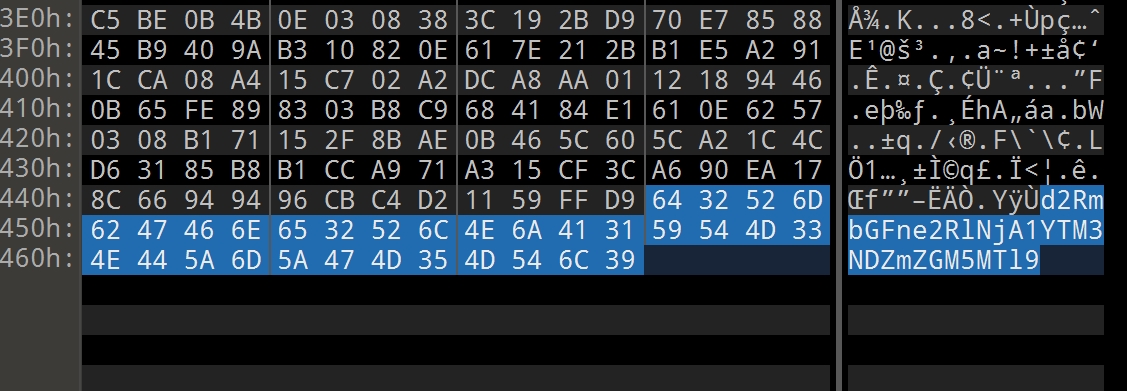 3E0h: C5 BE 0B 4B 0E 03 08 38 3C 19 2B D9 70 E7 85 88 Å¾.K...8<.+Ùpç…ˆ
3F0h: 45 B9 40 9A B3 10 82 0E 61 7E 21 2B B1 E5 A2 91 E¹@š³.‚.a~!+±å¢‘
400h: 1C CA 08 A4 15 C7 02 A2 DC A8 AA 01 12 18 94 46 .Ê.¤.Ç.¢Ü¨ª...”F
410h: 0B 65 FE 89 83 03 B8 C9 68 41 84 E1 61 0E 62 57 .eþ‰ƒ.¸ÉhA„áa.bW
420h: 03 08 B1 71 15 2F 8B AE 0B 46 5C 60 5C A2 1C 4C ..±q./‹®.F\`\¢.L
430h: D6 31 85 B8 B1 CC A9 71 A3 15 CF 3C A6 90 EA 17 Ö1…¸±Ì©q£.Ï<¦.ê.
440h: 8C 66 94 94 96 CB C4 D2 11 59 FF D9 64 32 52 6D Œf””–ËÄÒ.YÿÙd2Rm
450h: 62 47 46 6E 65 32 52 6C 4E 6A 41 31 59 54 4D 33 bGFne2RlNjA1YTM3
460h: 4E 44 5A 6D 5A 47 4D 35 4D 54 6C 39 NDZmZGM5MTl9